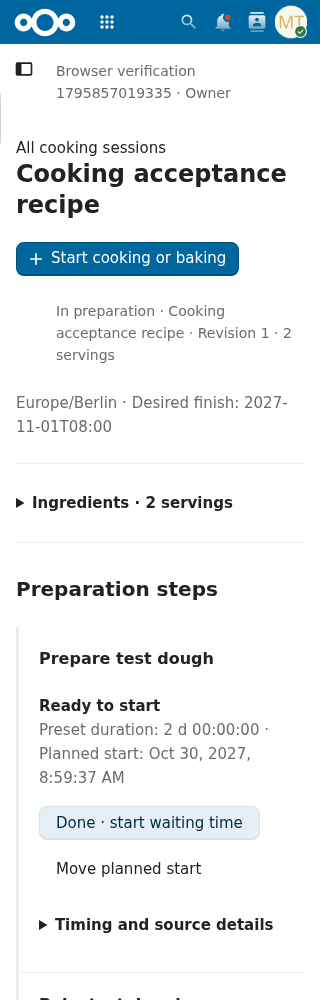 MT
Browser verification
1795857019335 · Owner
All cooking sessions
Cooking acceptance
recipe
+ Start cooking or baking
In preparation · Cooking
acceptance recipe · Revision 1 · 2
servings
Europe/Berlin · Desired finish: 2027-
11-01T08:00
Ingredients · 2 servings
Preparation steps
Prepare test dough
Ready to start
Preset duration: 2 d 00:00:00 ·
Planned start: Oct 30, 2027,
8:59:37 AM
Done · start waiting time
Move planned start
Timing and source details